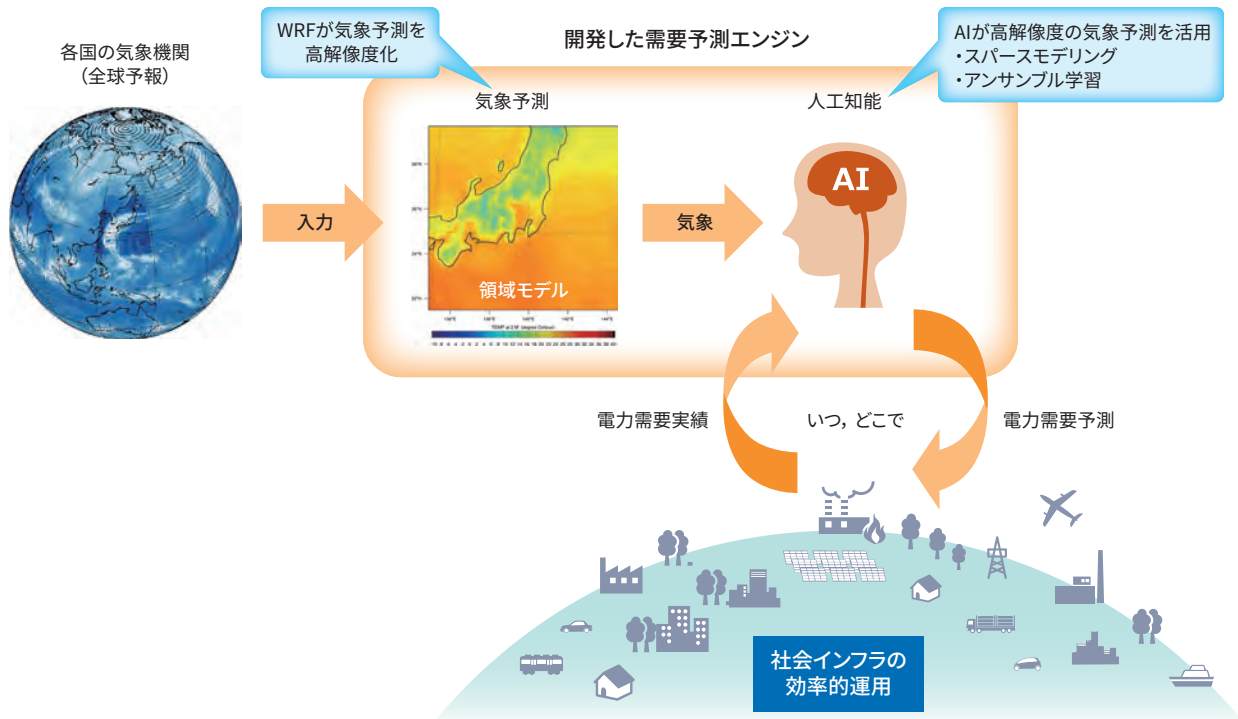 各国の気象機関
（全球予報）
WRFが気象予測を
高解像度化
開発した需要予測エンジン
AIが高解像度の気象予測を活用
・スパースモデリング
・アンサンブル学習
気象予測
人工知能
入力
領域モデル
TEMP at 2 M (degree Celsius)
気象
AI
電力需要実績
いつ，どこで
電力需要予測
社会インフラの
効率的運用